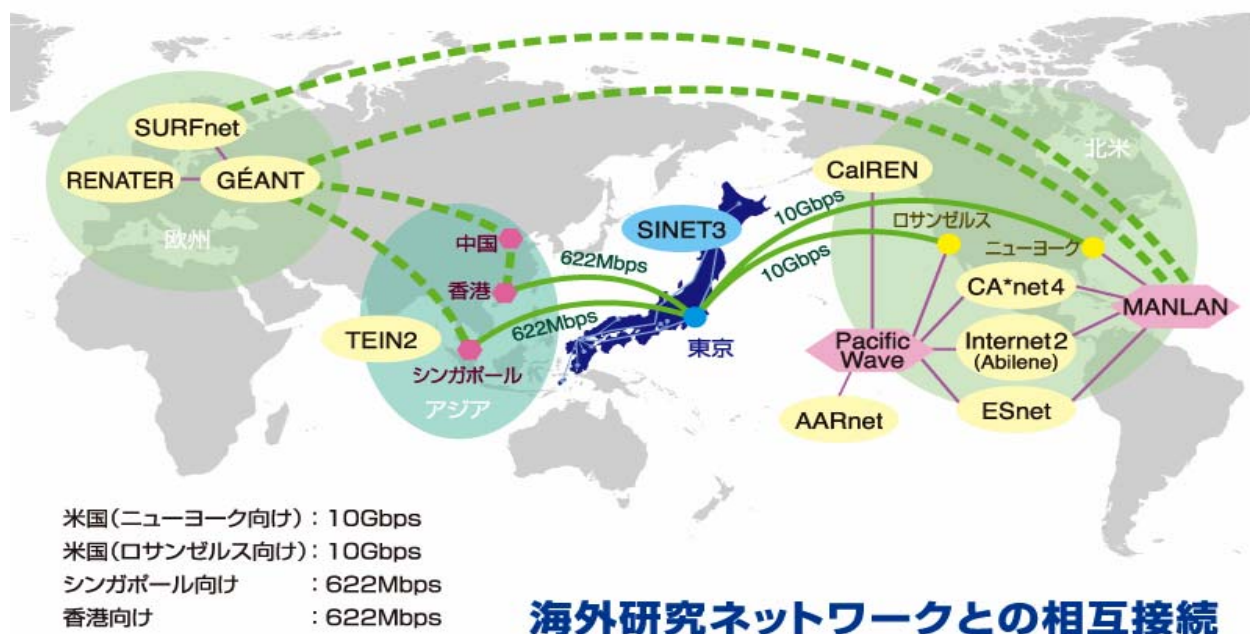 SURFnet
RENATER
GÉANT
欧州
中国
香港
TEIN2
シンガポール
アジア
622Mbps
622Mbps
SINET3
東京
10Gbps
10Gbps
北米
CalREN
ロサンゼルス
ニューヨーク
CA*net4
MANLAN
Pacific
Wave
Internet2
(Abilene)
AARnet
ESnet
米国(ニューヨーク向け):10Gbps
米国(ロサンゼルス向け):10Gbps
シンガポール向け :622Mbps
香港向け :622Mbps
海外研究ネットワークとの相互接続